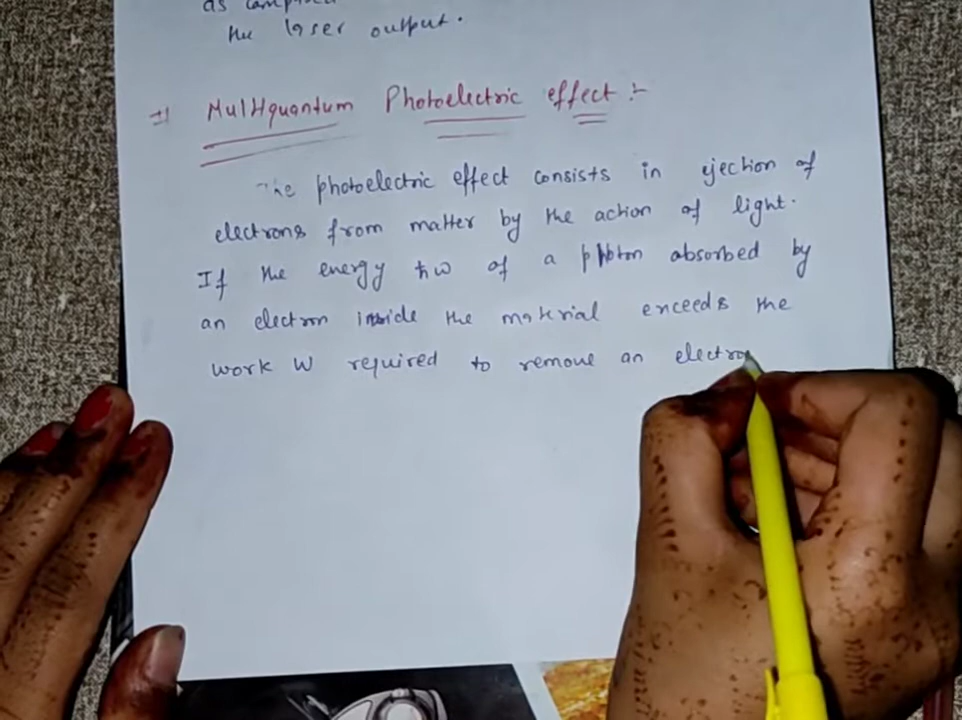 as
the laser output.
=> Multiquantum Photoelectric effect :-
The photoelectric effect consists in ejection of
electrons from matter by the action of light.
If the energy ħω of a photon absorbed by
an electron inside the material exceeds the
work W required to remove an electron